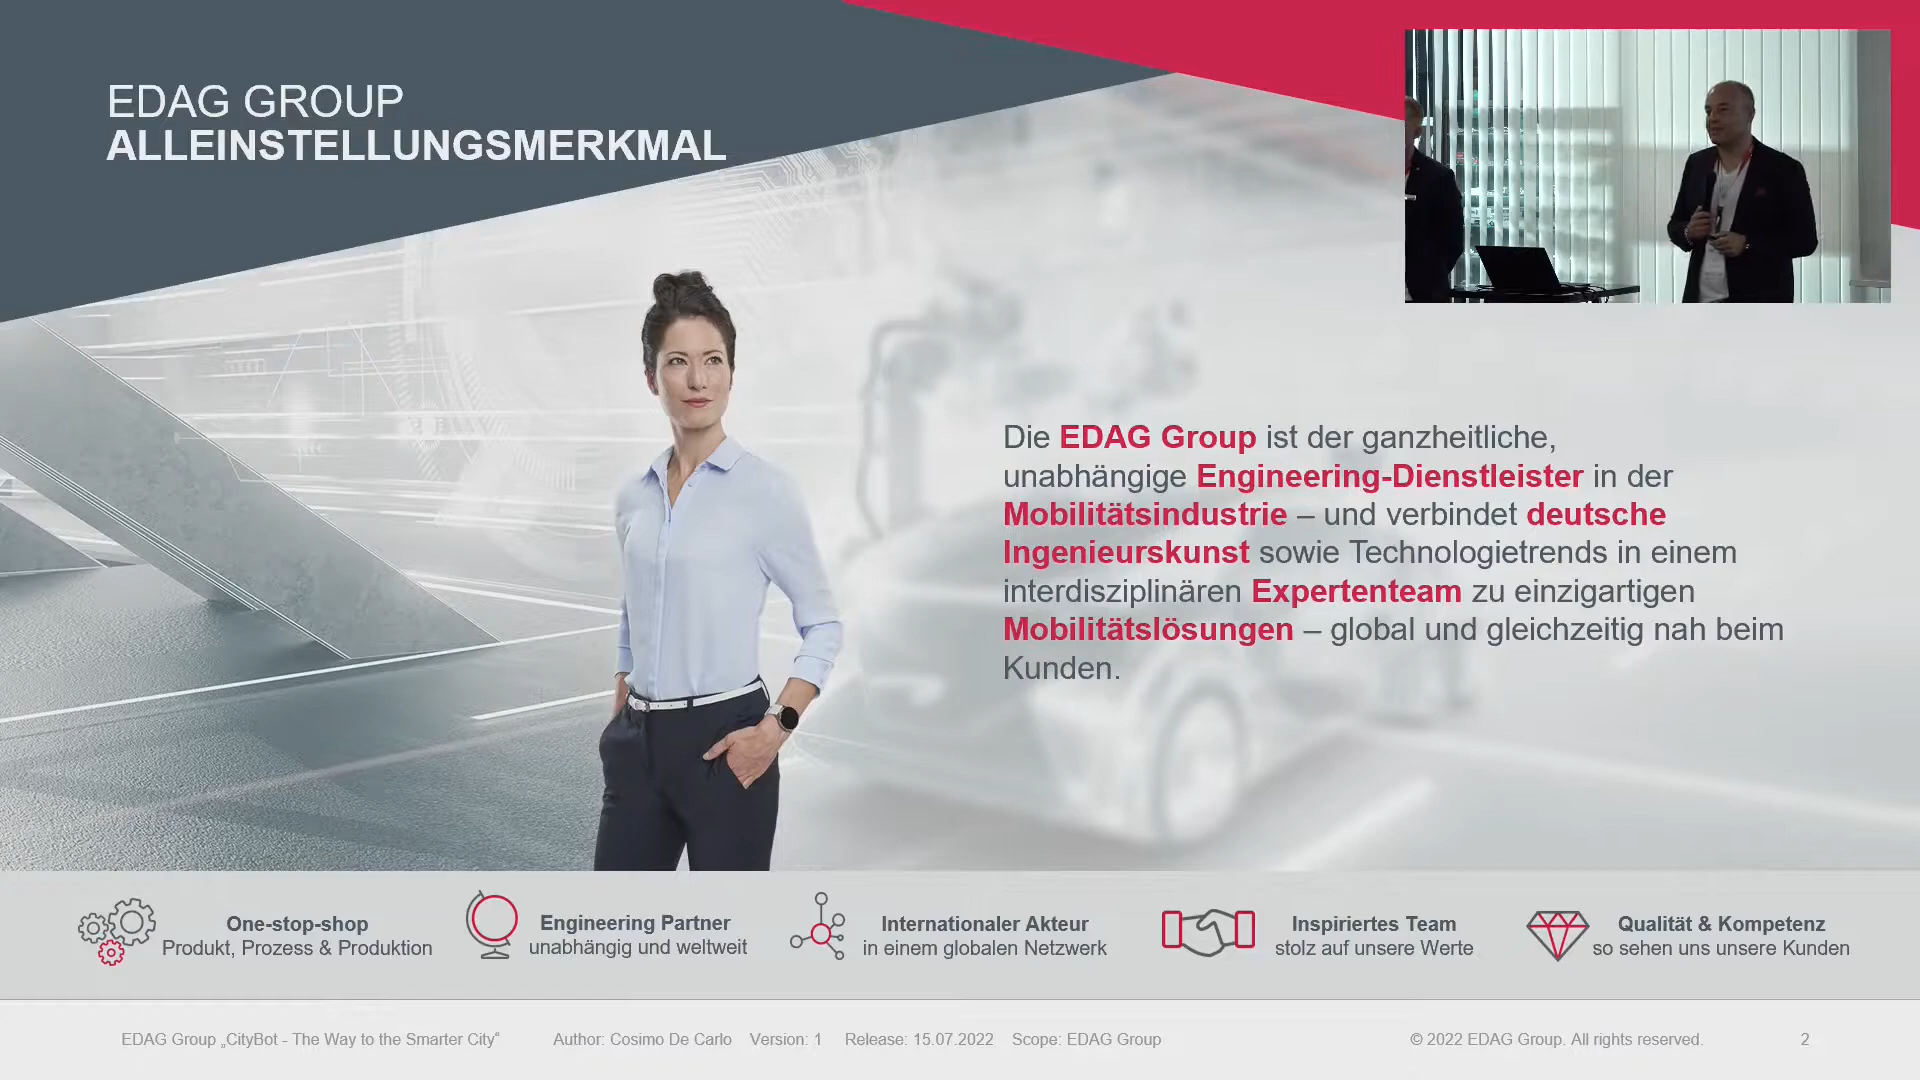 EDAG GROUP
ALLEINSTELLUNGSMERKMAL
Die EDAG Group ist der ganzheitliche,
unabhängige Engineering-Dienstleister in der
Mobilitätsindustrie – und verbindet deutsche
Ingenieurskunst sowie Technologietrends in einem
interdisziplinären Expertenteam zu einzigartigen
Mobilitätslösungen – global und gleichzeitig nah beim
Kunden.
One-stop-shop
Produkt, Prozess & Produktion
Engineering Partner
unabhängig und weltweit
Internationaler Akteur
in einem globalen Netzwerk
Inspiriertes Team
stolz auf unsere Werte
Qualität & Kompetenz
so sehen uns unsere Kunden
EDAG Group „CityBot - The Way to the Smarter City“ Author: Cosimo De Carlo Version: 1 Release: 15.07.2022 Scope: EDAG Group © 2022 EDAG Group. All rights reserved. 2